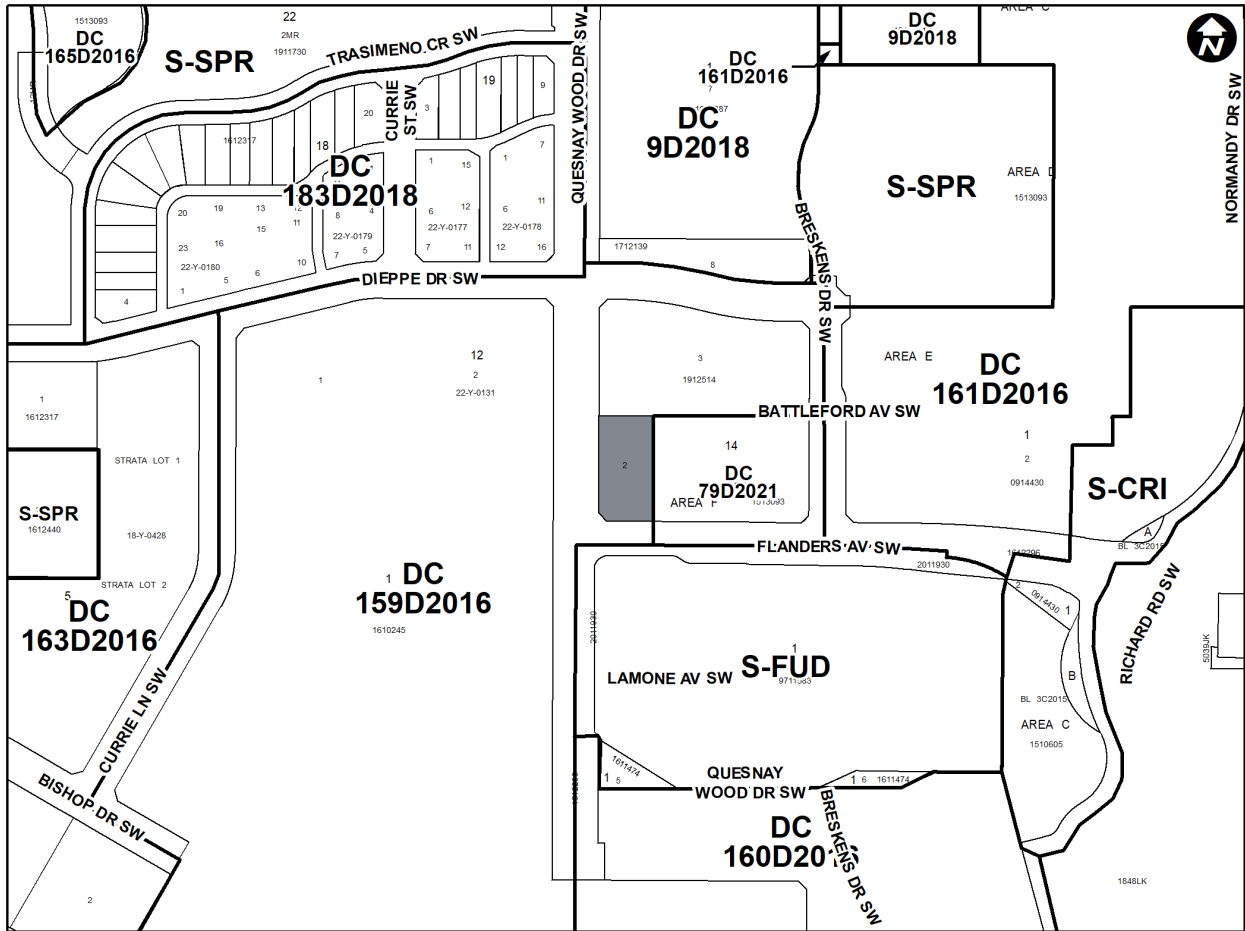 1513093
DC
165D2016
22
2MR
1911730
S-SPR
TRASIMENO CR SW
QUESNAY WOOD DR SW
DC
161D2016
1
7
DC
9D2018
DC
9D2018
AREA C
N
NORMANDY DR SW
S-SPR
AREA D
1513093
CURRIE
ST SW
3
19
9
20
1612317
18
DC
183D2018
20
19
13
12
15
11
23
16
22-Y-0180
10
6
5
1
4
8
4
22-Y-0179
7
5
1
15
6
12
22-Y-0177
7
11
1
7
6
11
22-Y-0178
12
16
1712139
8
BRESKENS DR SW
DIEPPE DR SW
1
12
2
22-Y-0131
3
1912514
AREA E
DC
161D2016
1
2
0914430
BATTLEFORD AV SW
1
1612317
STRATA LOT 1
S-SPR
1612440
18-Y-0428
STRATA LOT 2
5
DC
163D2016
2
14
DC
79D2021
AREA F
1513093
S-CRI
A
BL 3C2015
FLANDERS AV SW
2011930
1612296
1
DC
159D2016
1610245
2011930
1
S-FUD
9711583
LAMONE AV SW
2
0914430
1
B
BL 3C2015
AREA C
1510605
RICHARD RD SW
5039JK
CURRIE LN SW
BISHOP DR SW
2
1611474
1
5
QUESNAY
WOOD DR SW
1
6
1611474
BRESKENS DR SW
DC
1848LK